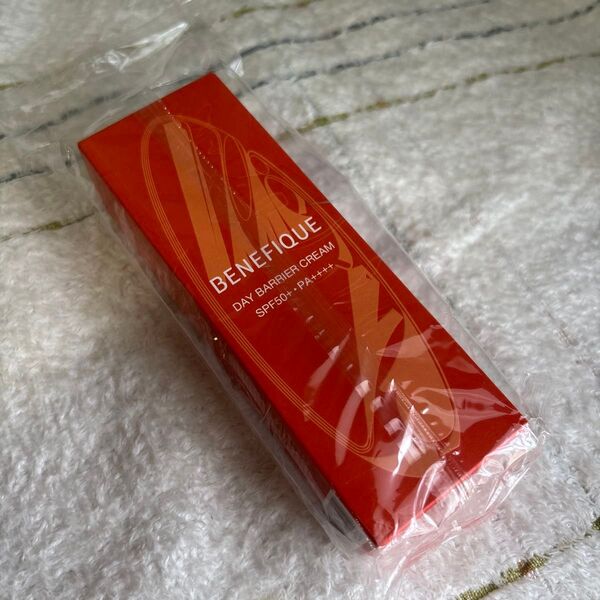 BENEFIQUE
DAY BARRIER CREAM
SPF50+・PA++++